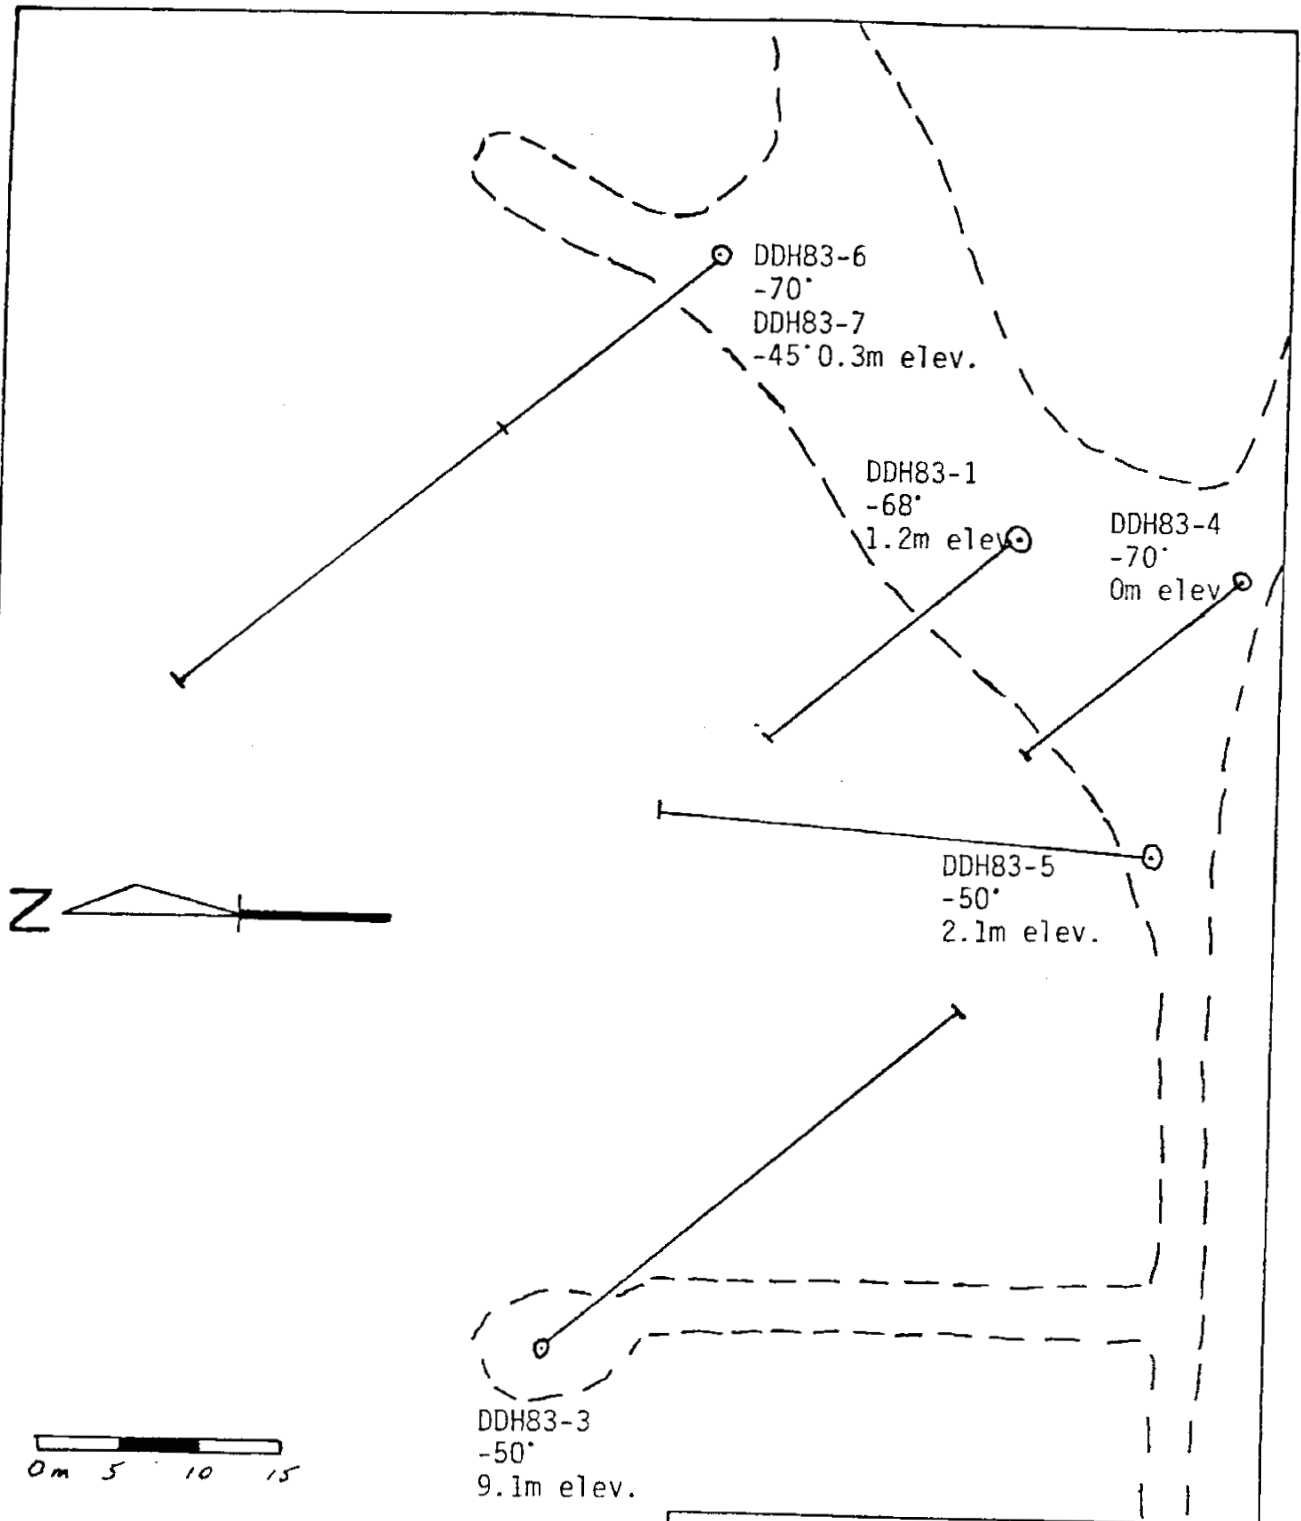 DDH83-6
-70°
DDH83-7
-45°0.3m elev.
DDH83-1
-68°
1.2m elev
DDH83-4
-70°
0m elev
DDH83-5
-50°
2.1m elev.
N
DDH83-3
-50°
9.1m elev.
0m 5 10 15